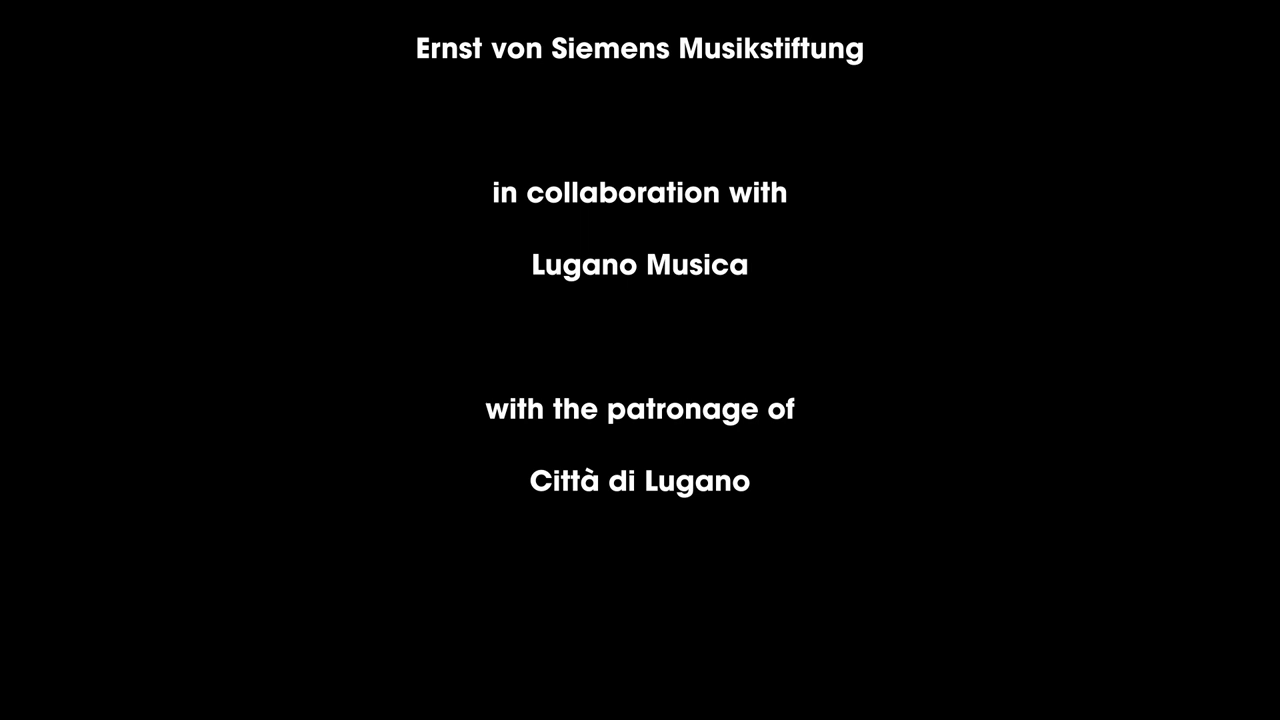 Ernst von Siemens Musikstiftung
in collaboration with
Lugano Musica
with the patronage of
Città di Lugano